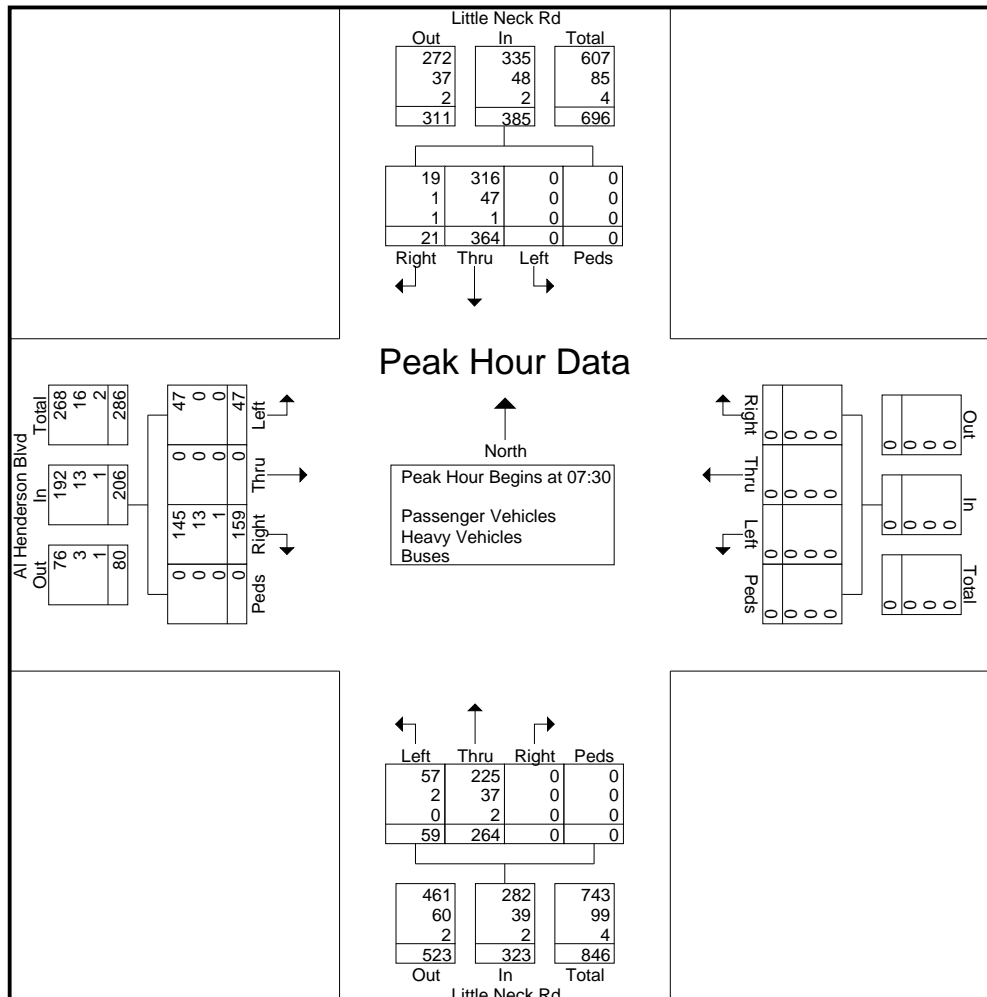 Little Neck Rd
Out In Total
272 335 607
37 48 85
2 2 4
311 385 696
19 316 0 0
1 47 0 0
1 1 0 0
21 364 0 0
Right Thru Left Peds
Peak Hour Data
North
Peak Hour Begins at 07:30
Passenger Vehicles
Heavy Vehicles
Buses
Al Henderson Blvd
Out In Total
76 192 268
3 13 16
1 1 2
80 206 286
47 0 0 47
0 0 0 0
145 13 1 159
0 0 0 0
Left
Thru
Right
Peds
Right
Thru
Left
Peds
0 0 0 0
0 0 0 0
0 0 0 0
0 0 0 0
Out
In
Total
0 0 0 0
0 0 0 0
0 0 0 0
Left Thru Right Peds
57 225 0 0
2 37 0 0
0 2 0 0
59 264 0 0
461 282 743
60 39 99
2 2 4
523 323 846
Out In Total
Little Neck Rd